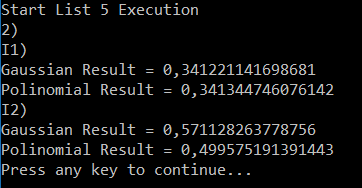 Start List 5 Execution
2)
I1)
Gaussian Result = 0,341221141698681
Polinomial Result = 0,341344746076142
I2)
Gaussian Result = 0,571128263778756
Polinomial Result = 0,499575191391443
Press any key to continue...